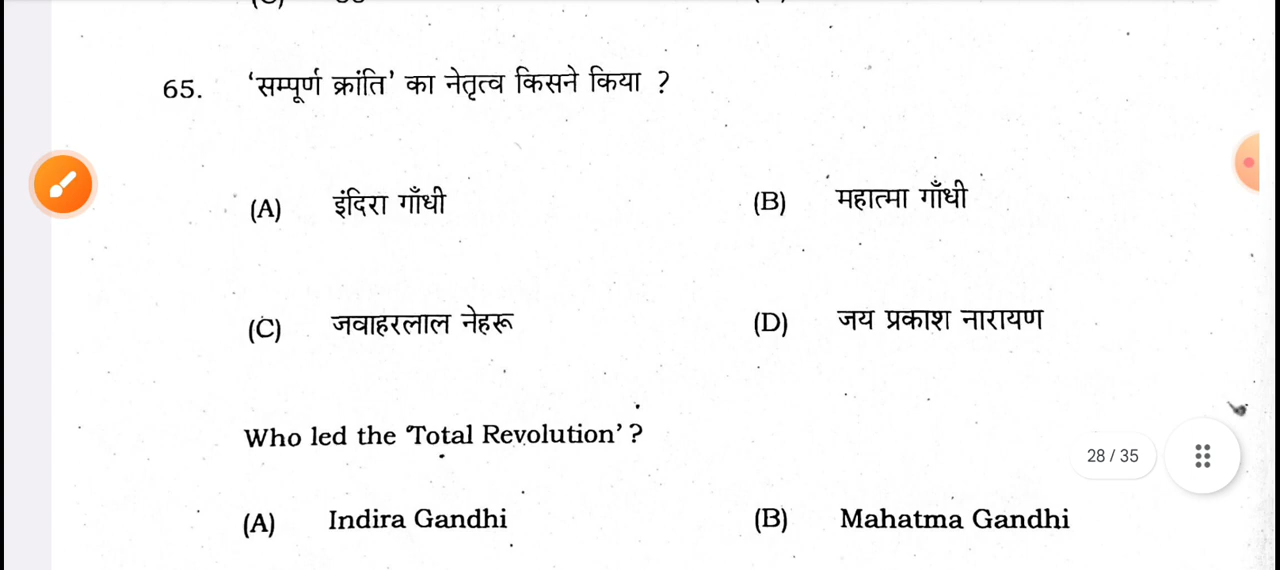 65. ‘सम्पूर्ण क्रांति’ का नेतृत्व किसने किया ?
(A) इंदिरा गाँधी (B) महात्मा गाँधी
(C) जवाहरलाल नेहरू (D) जय प्रकाश नारायण
Who led the ‘Total Revolution’ ?
28 / 35
(A) Indira Gandhi (B) Mahatma Gandhi